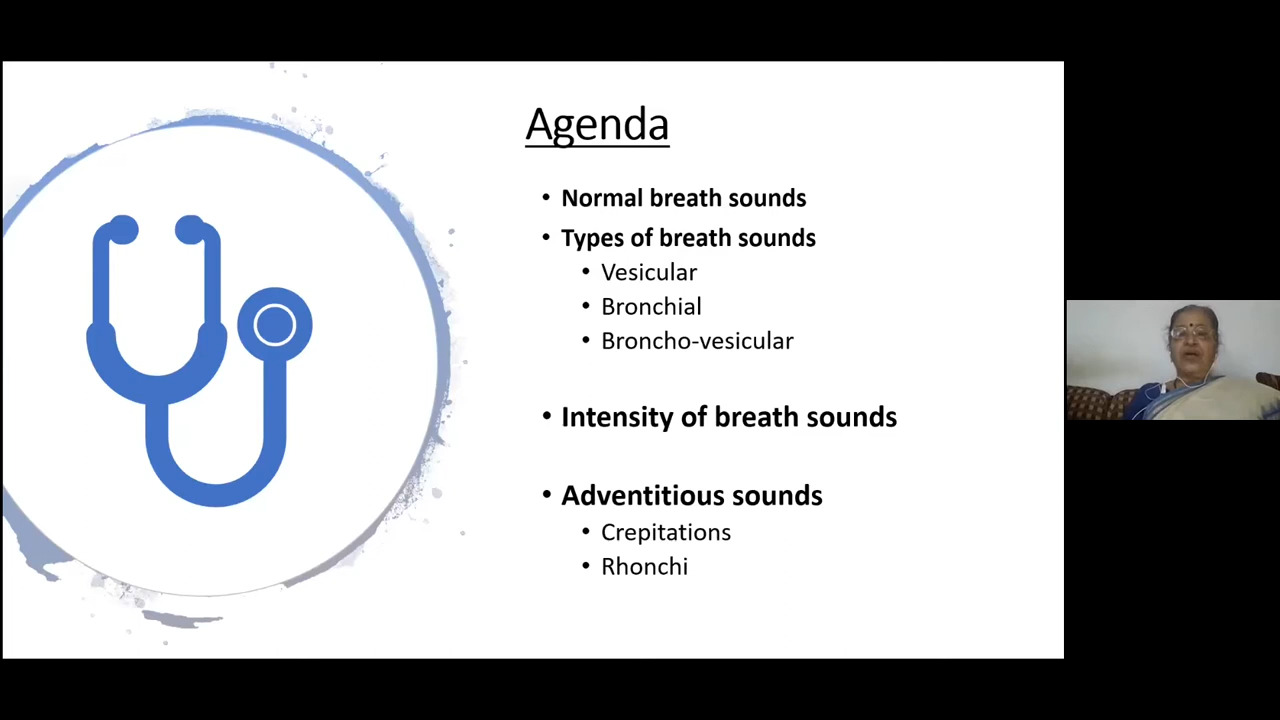 Agenda
• Normal breath sounds
• Types of breath sounds
• Vesicular
• Bronchial
• Broncho-vesicular
• Intensity of breath sounds
• Adventitious sounds
• Crepitations
• Rhonchi